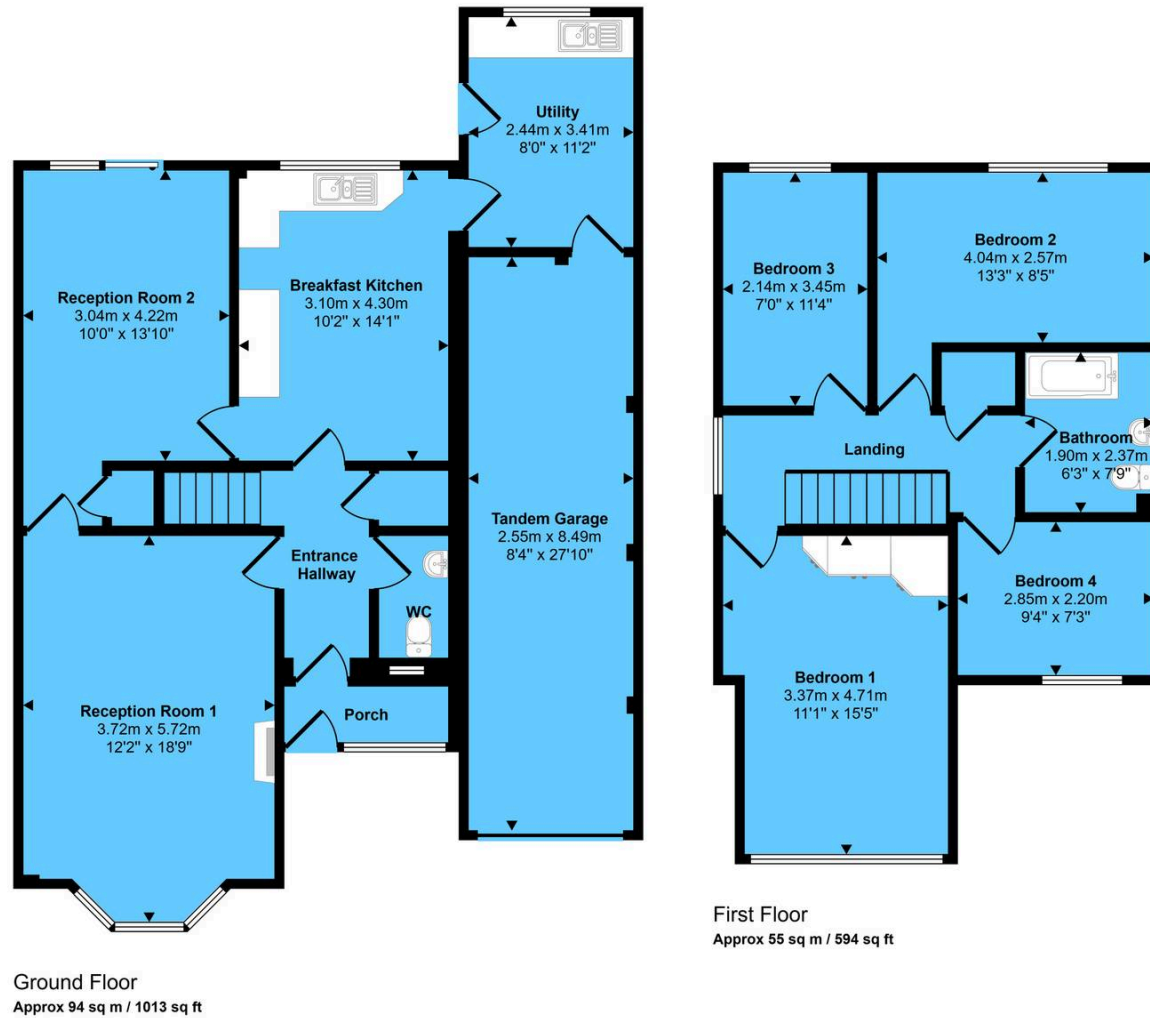 Utility
2.44m x 3.41m
8'0" x 11'2"
Reception Room 2
3.04m x 4.22m
10'0" x 13'10"
Breakfast Kitchen
3.10m x 4.30m
10'2" x 14'1"
Tandem Garage
2.55m x 8.49m
8'4" x 27'10"
Entrance
Hallway
WC
Reception Room 1
3.72m x 5.72m
12'2" x 18'9"
Porch
Ground Floor
Approx 94 sq m / 1013 sq ft
Bedroom 3
2.14m x 3.45m
7'0" x 11'4"
Bedroom 2
4.04m x 2.57m
13'3" x 8'5"
Landing
Bathroom
1.90m x 2.37m
6'3" x 7'9"
Bedroom 4
2.85m x 2.20m
9'4" x 7'3"
Bedroom 1
3.37m x 4.71m
11'1" x 15'5"
First Floor
Approx 55 sq m / 594 sq ft